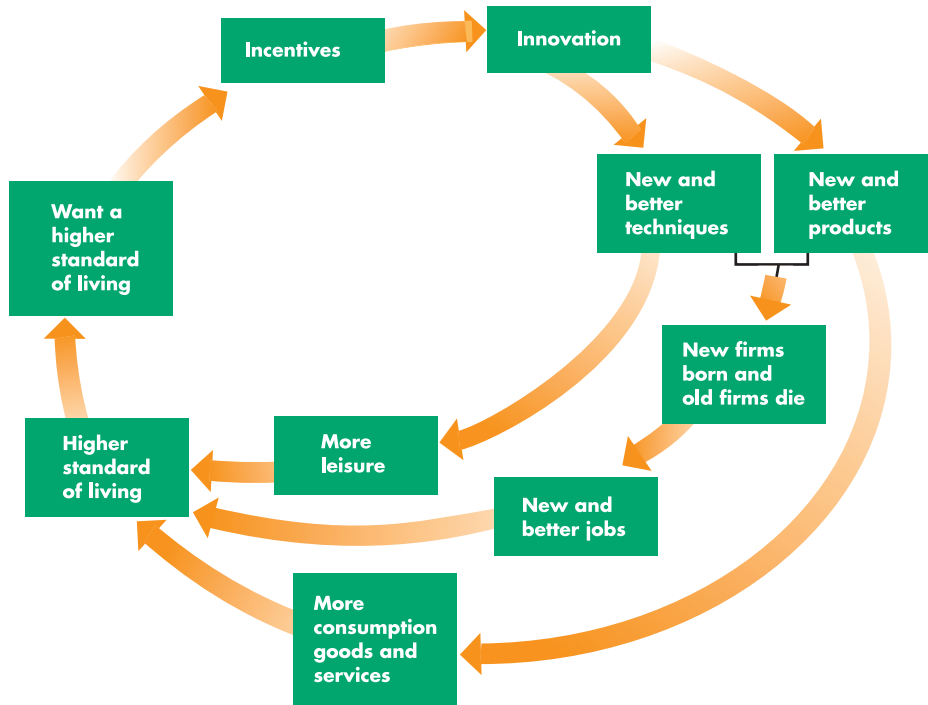 Incentives
Innovation
New and
better
techniques
New and
better
products
Want a
higher
standard
of living
New firms
born and
old firms die
Higher
standard
of living
More
leisure
New and
better jobs
More
consumption
goods and
services